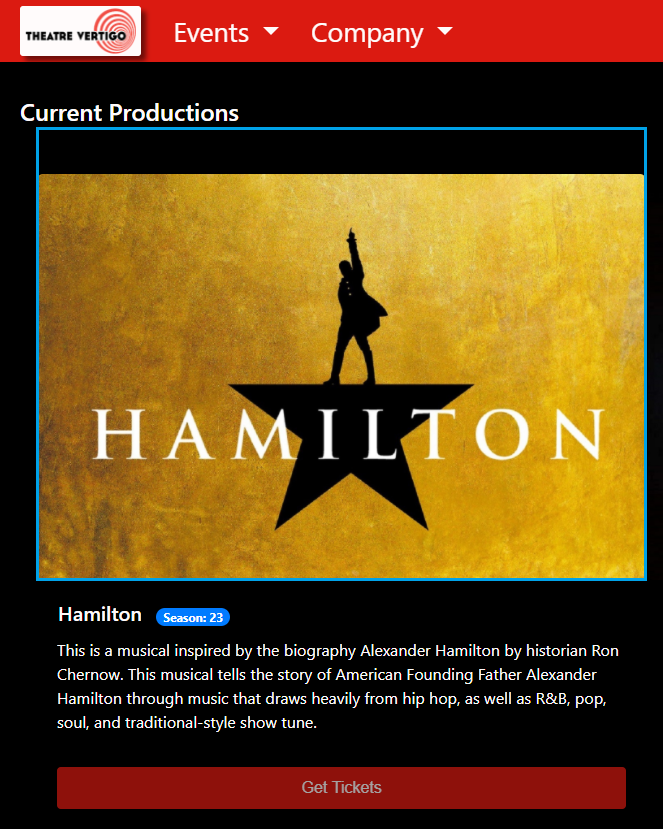 THEATRE VERTIGO
Events
Company
Current Productions
HAMILTON
Hamilton
Season: 23
This is a musical inspired by the biography Alexander Hamilton by historian Ron
Chernow. This musical tells the story of American Founding Father Alexander
Hamilton through music that draws heavily from hip hop, as well as R&B, pop,
soul, and traditional-style show tune.
Get Tickets